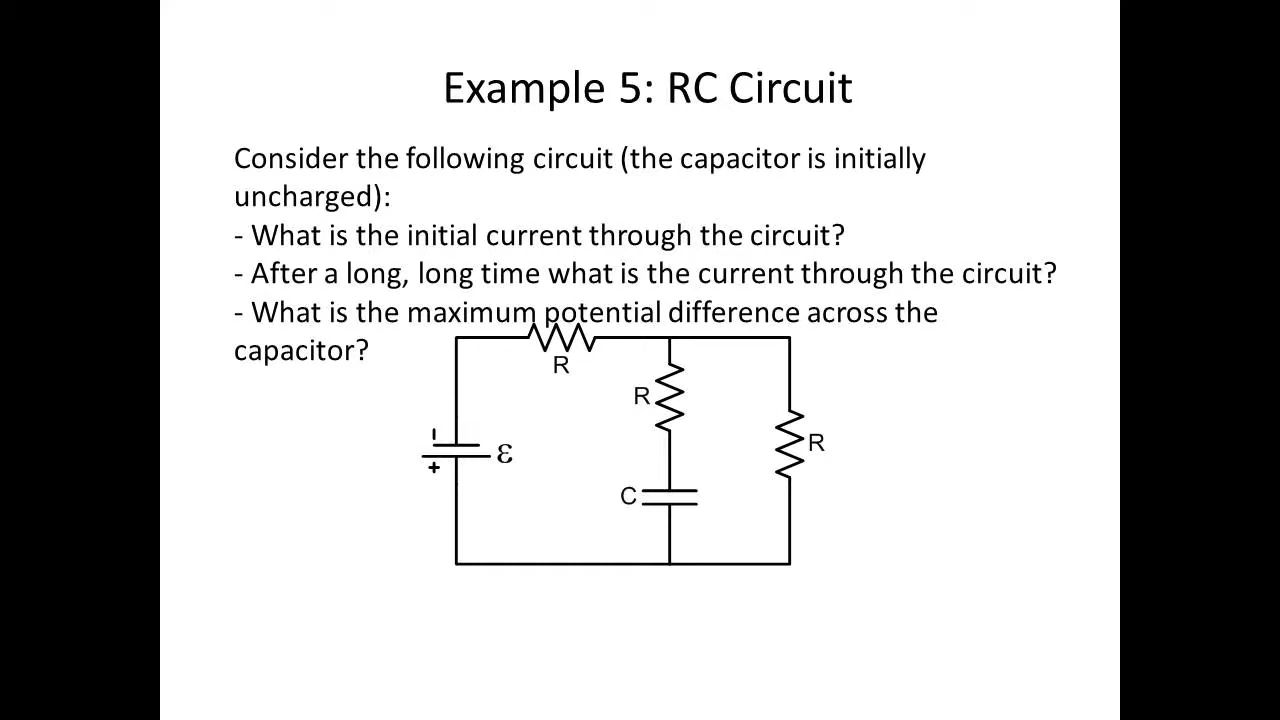 Example 5: RC Circuit
Consider the following circuit (the capacitor is initially
uncharged):
- What is the initial current through the circuit?
- After a long, long time what is the current through the circuit?
- What is the maximum potential difference across the
capacitor?
R
R
R
-
+
ε
C